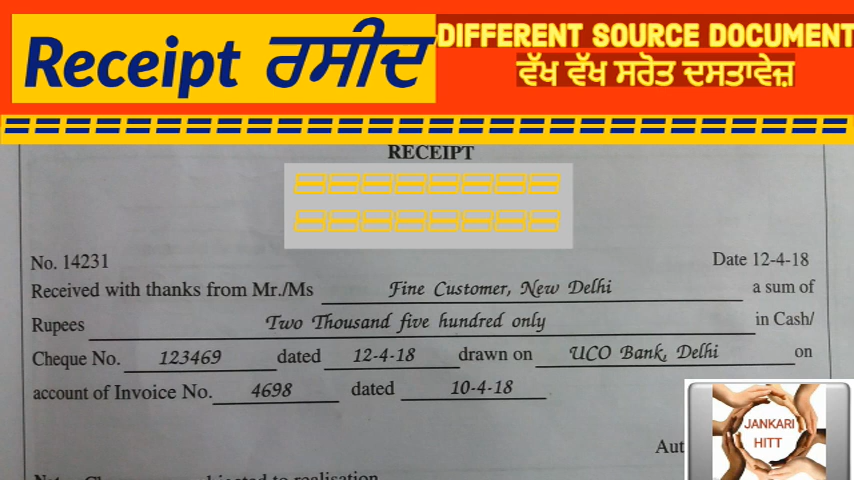 Receipt ਰਸੀਦ
DIFFERENT SOURCE DOCUMENT
ਵੱਖ ਵੱਖ ਸਰੋਤ ਦਸਤਾਵੇਜ਼
RECEIPT
No. 14231 Date 12-4-18
Received with thanks from Mr./Ms Fine Customer, New Delhi a sum of
Rupees Two Thousand five hundred only in Cash/
Cheque No. 123469 dated 12-4-18 drawn on UCO Bank, Delhi on
account of Invoice No. 4698 dated 10-4-18
JANKARI
HITT